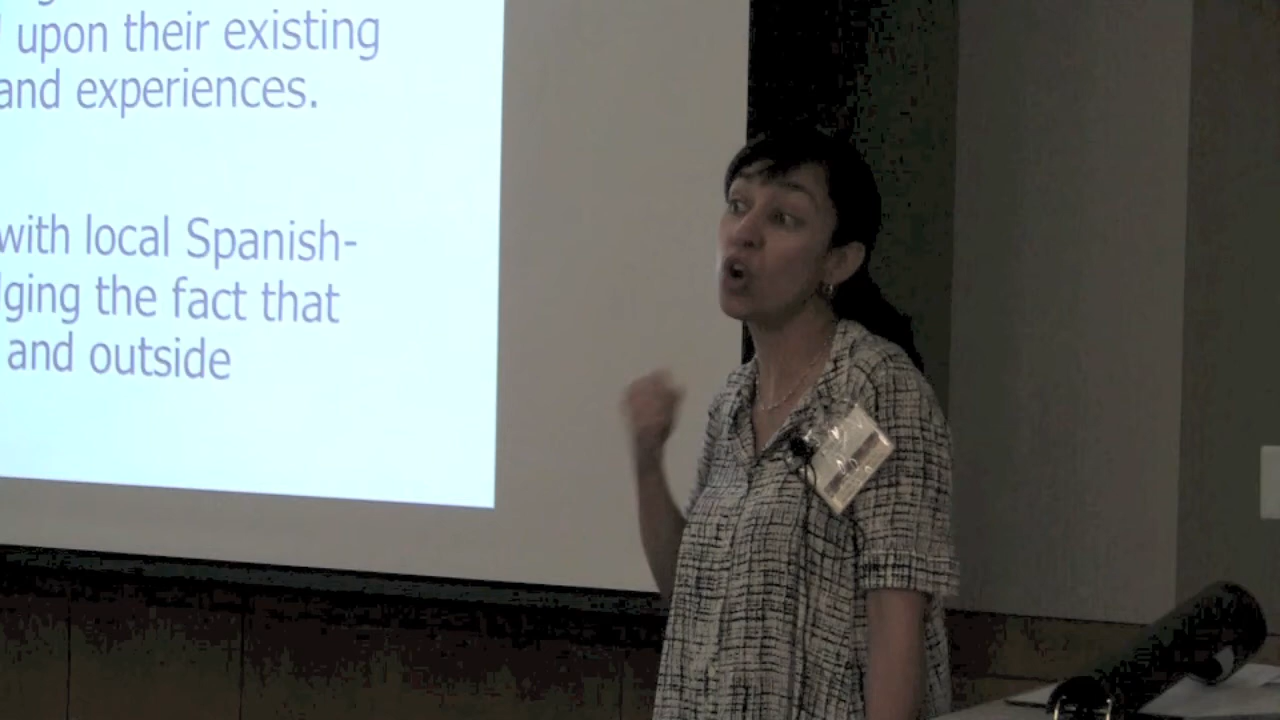 upon their existing
and experiences.
with local Spanish-
ging the fact that
and outside